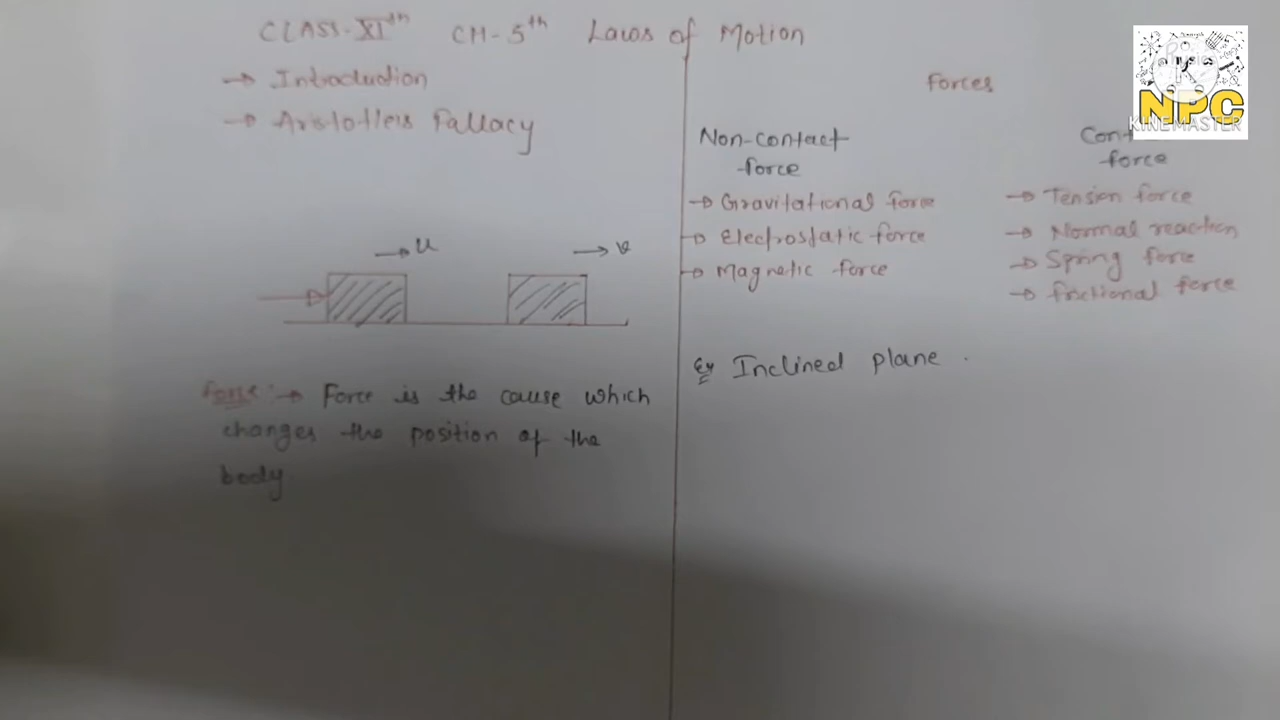 CLASS-XIth CH-5th Laws of Motion
→ Introduction
→ Aristotle's Fallacy
→ u
→ v
Force :→ Force is the cause which
changes the position of the
body
Forces
Non-contact
force
→ Gravitational force
→ Electrostatic force
→ Magnetic force
force
→ Tension force
→ Normal reaction
→ Spring force
→ frictional force
Ex Inclined plane .
Physics
NPC
KINEMASTER